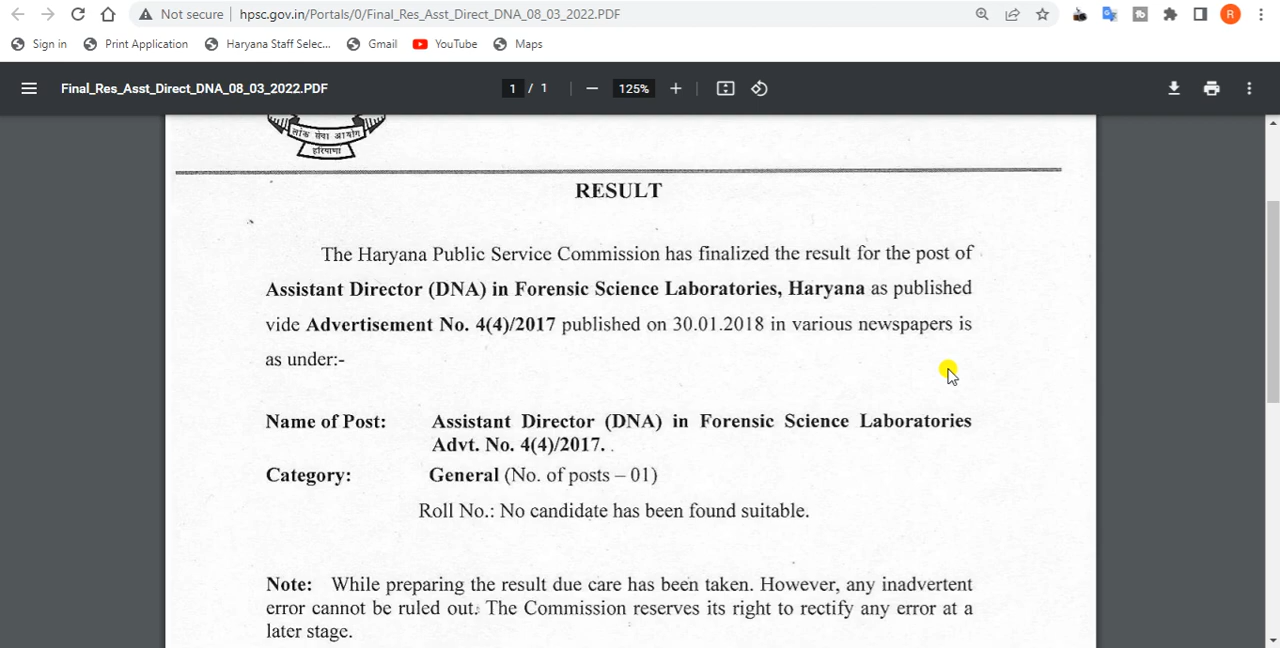 Not secure | hpsc.gov.in/Portals/0/Final_Res_Asst_Direct_DNA_08_03_2022.PDF
R
Sign in Print Application Haryana Staff Selec... Gmail YouTube Maps
Final_Res_Asst_Direct_DNA_08_03_2022.PDF 1 / 1 — 125% +
लोक सेवा आयोग
हरियाणा
RESULT
The Haryana Public Service Commission has finalized the result for the post of
Assistant Director (DNA) in Forensic Science Laboratories, Haryana as published
vide Advertisement No. 4(4)/2017 published on 30.01.2018 in various newspapers is
as under:-
Name of Post: Assistant Director (DNA) in Forensic Science Laboratories
Advt. No. 4(4)/2017.
Category: General (No. of posts – 01)
Roll No.: No candidate has been found suitable.
Note: While preparing the result due care has been taken. However, any inadvertent
error cannot be ruled out. The Commission reserves its right to rectify any error at a
later stage.